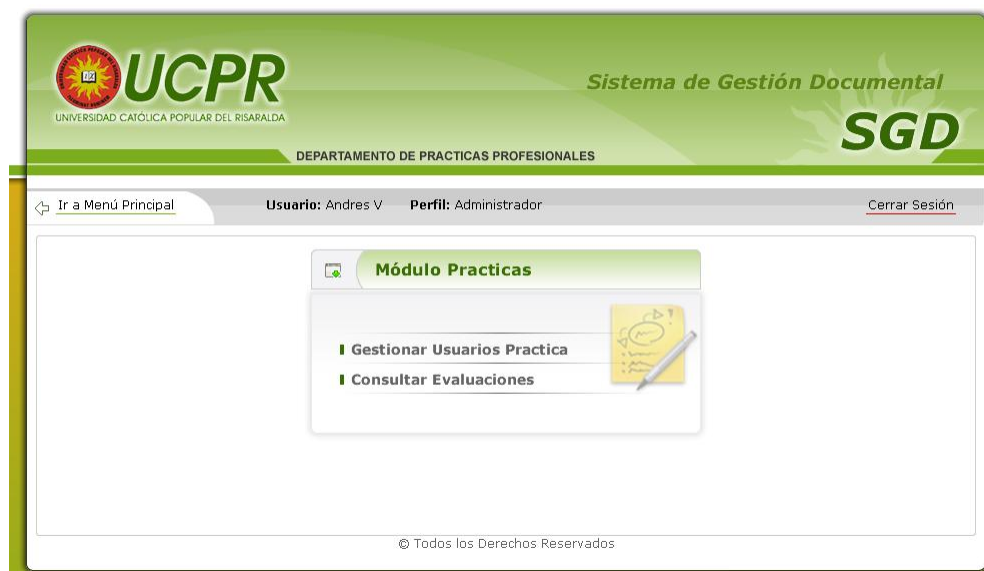 UCPR
UNIVERSIDAD CATÓLICA POPULAR DEL RISARALDA
Sistema de Gestión Documental
SGD
DEPARTAMENTO DE PRACTICAS PROFESIONALES
Ir a Menú Principal
Usuario: Andres V Perfil: Administrador
Cerrar Sesión
Módulo Practicas
Gestionar Usuarios Practica
Consultar Evaluaciones
© Todos los Derechos Reservados